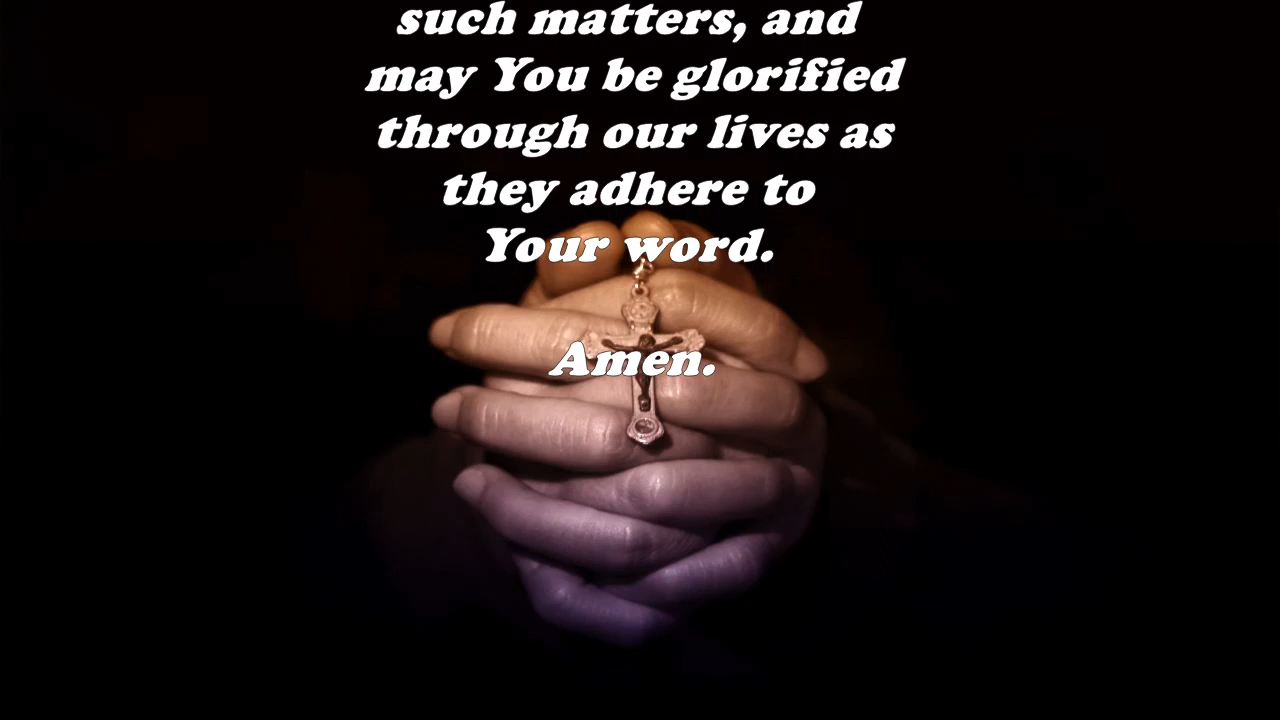 such matters, and
may You be glorified
through our lives as
they adhere to
Your word.
Amen.